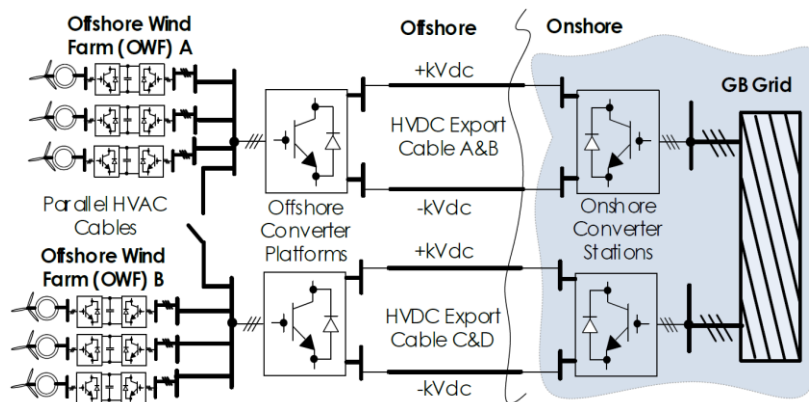 Offshore Wind
Farm (OWF) A
Offshore
Onshore
+kVdc
GB Grid
HVDC Export
Cable A&B
Parallel HVAC
Cables
-kVdc
Offshore
Converter
Platforms
Onshore
Converter
Stations
Offshore Wind
Farm (OWF) B
+kVdc
HVDC Export
Cable C&D
-kVdc